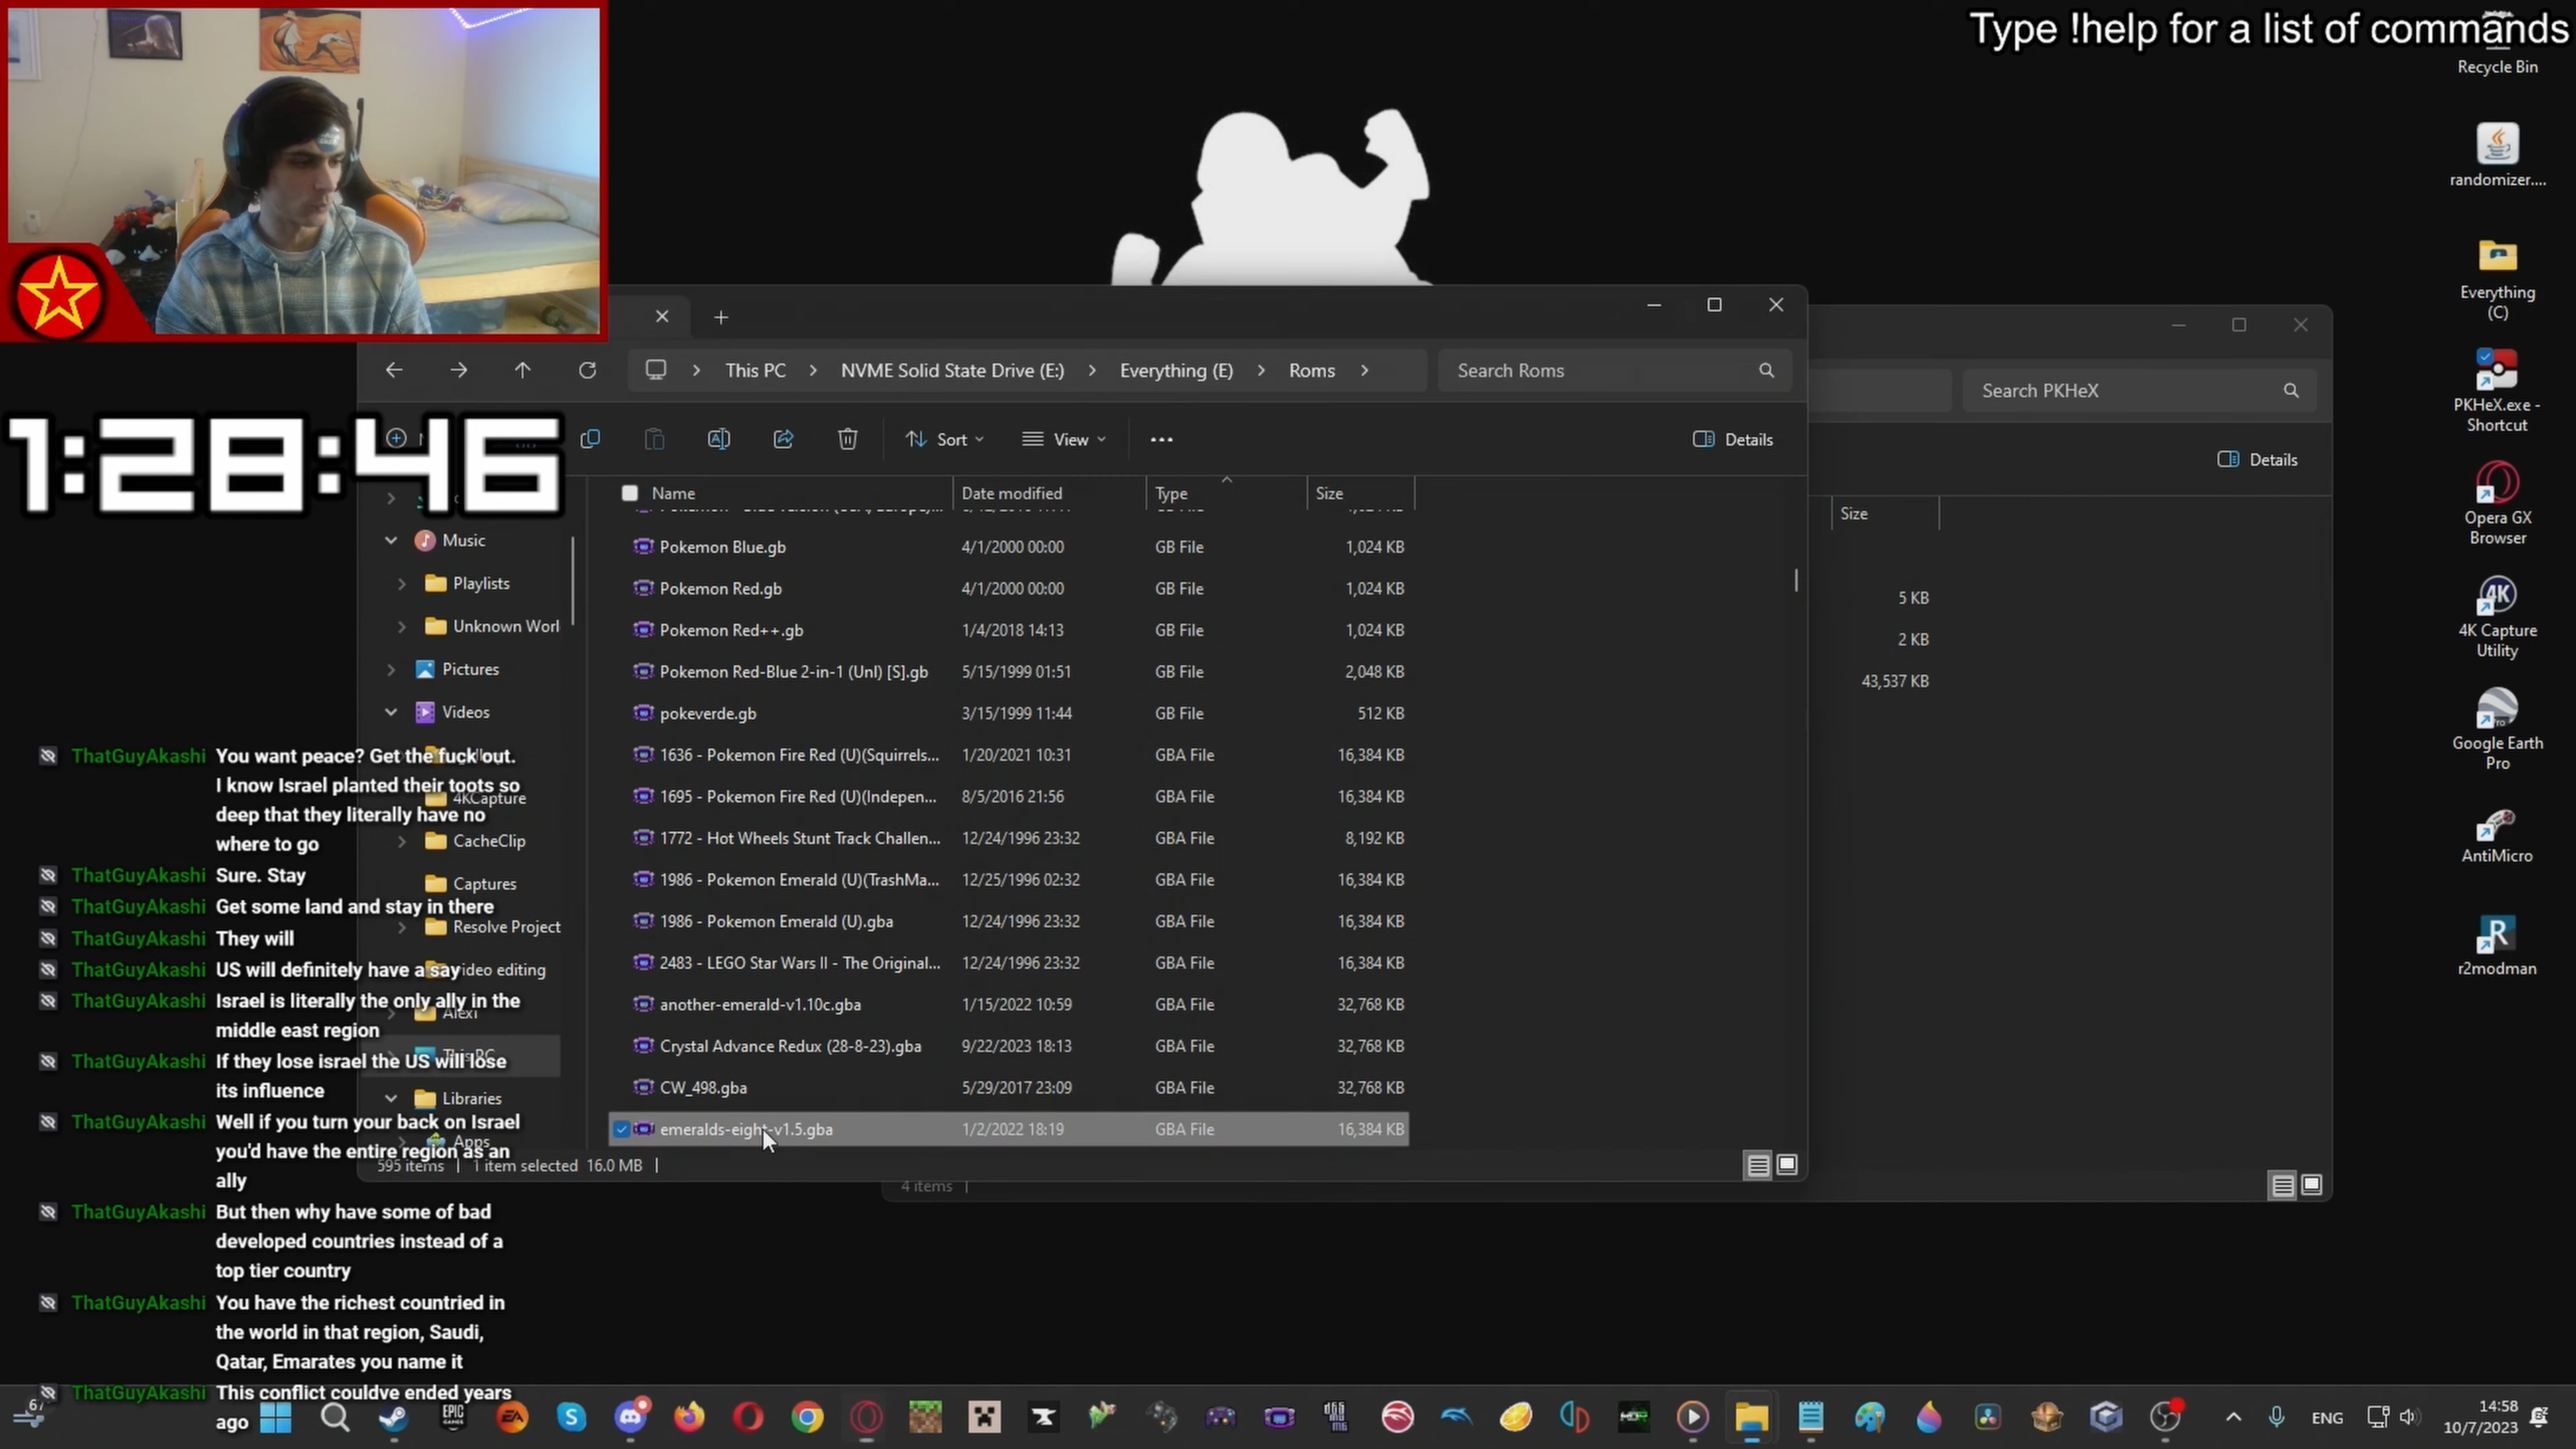 Type !help for a list of commands
Recycle Bin
randomizer....
Everything
(C)
PKHeX.exe -
Shortcut
Opera GX
Browser
4K Capture
Utility
Google Earth
Pro
AntiMicro
r2modman
This PC
NVME Solid State Drive (E:)
Everything (E)
Roms
Search Roms
Search PKHeX
1:28:46
Sort
View
Details
Details
Name
Date modified
Type
Size
Size
Music
Playlists
Unknown Worl
Pictures
Videos
4KCapture
CacheClip
Captures
Resolve Project
video editing
Alexi
This PC
Libraries
Apps
Pokemon Blue.gb 4/1/2000 00:00 GB File 1,024 KB
Pokemon Red.gb 4/1/2000 00:00 GB File 1,024 KB
Pokemon Red++.gb 1/4/2018 14:13 GB File 1,024 KB
Pokemon Red-Blue 2-in-1 (Unl) [S].gb 5/15/1999 01:51 GB File 2,048 KB
pokeverde.gb 3/15/1999 11:44 GB File 512 KB
1636 - Pokemon Fire Red (U)(Squirrels... 1/20/2021 10:31 GBA File 16,384 KB
1695 - Pokemon Fire Red (U)(Indepen... 8/5/2016 21:56 GBA File 16,384 KB
1772 - Hot Wheels Stunt Track Challen... 12/24/1996 23:32 GBA File 8,192 KB
1986 - Pokemon Emerald (U)(TrashMa... 12/25/1996 02:32 GBA File 16,384 KB
1986 - Pokemon Emerald (U).gba 12/24/1996 23:32 GBA File 16,384 KB
2483 - LEGO Star Wars II - The Original... 12/24/1996 23:32 GBA File 16,384 KB
another-emerald-v1.10c.gba 1/15/2022 10:59 GBA File 32,768 KB
Crystal Advance Redux (28-8-23).gba 9/22/2023 18:13 GBA File 32,768 KB
CW_498.gba 5/29/2017 23:09 GBA File 32,768 KB
emeralds-eight-v1.5.gba 1/2/2022 18:19 GBA File 16,384 KB
5 KB
2 KB
43,537 KB
595 items
1 item selected 16.0 MB
4 items
ThatGuyAkashi You want peace? Get the fuck out.
I know Israel planted their toots so
deep that they literally have no
where to go
ThatGuyAkashi Sure. Stay
ThatGuyAkashi Get some land and stay in there
ThatGuyAkashi They will
ThatGuyAkashi US will definitely have a say
ThatGuyAkashi Israel is literally the only ally in the
middle east region
ThatGuyAkashi If they lose israel the US will lose
its influence
ThatGuyAkashi Well if you turn your back on Israel
you'd have the entire region as an
ally
ThatGuyAkashi But then why have some of bad
developed countries instead of a
top tier country
ThatGuyAkashi You have the richest countried in
the world in that region, Saudi,
Qatar, Emarates you name it
ThatGuyAkashi This conflict couldve ended years
ago
EPIC
GAMES
EA
ENG
14:58
10/7/2023